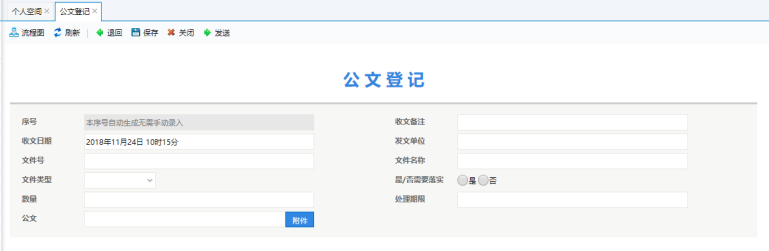 个人空间 公文登记
流程图 刷新 退回 保存 关闭 发送
公文登记
序号 本序号自动生成无需手动录入 收文备注
收文日期 2018年11月24日 10时15分 发文单位
文件号 文件名称
文件类型 是/否需要落实 是 否
数量 处理期限
公文 附件